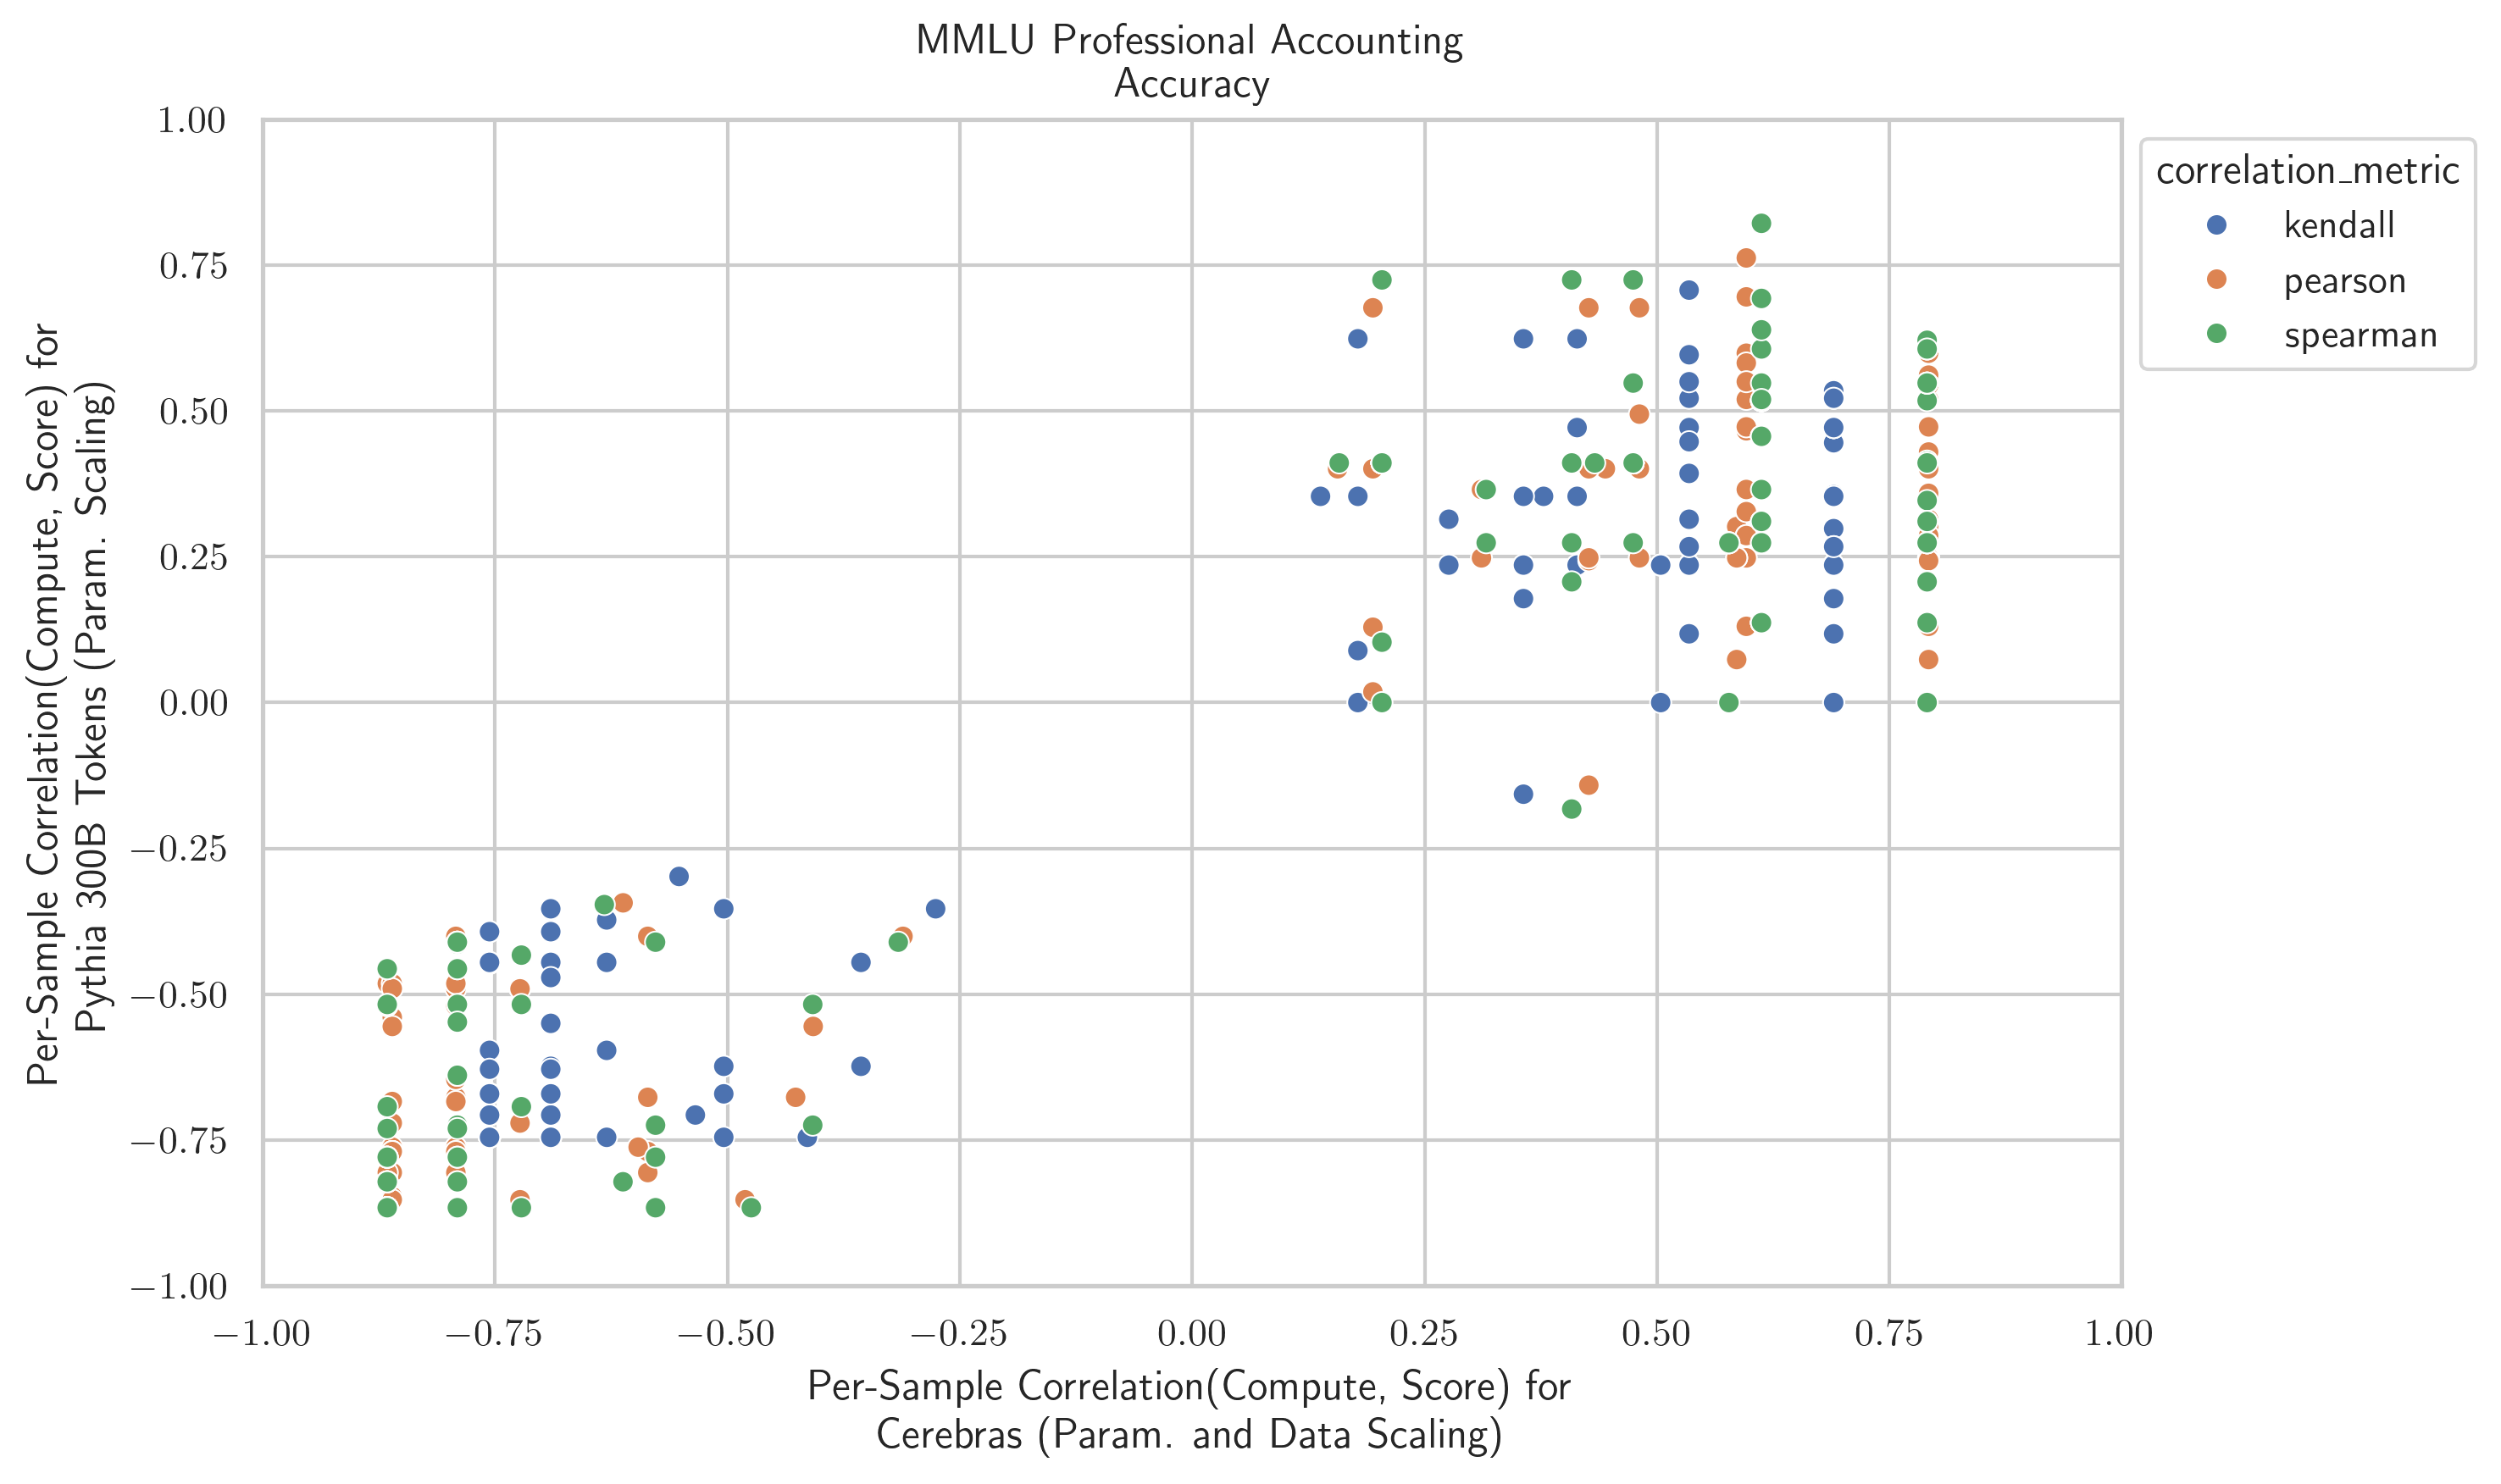 MMLU Professional Accounting
Accuracy
Per-Sample Correlation(Compute, Score) for
Pythia 300B Tokens (Param. Scaling)
1.00
0.75
0.50
0.25
0.00
−0.25
−0.50
−0.75
−1.00
−1.00 −0.75 −0.50 −0.25 0.00 0.25 0.50 0.75 1.00
Per-Sample Correlation(Compute, Score) for
Cerebras (Param. and Data Scaling)
correlation_metric
kendall
pearson
spearman